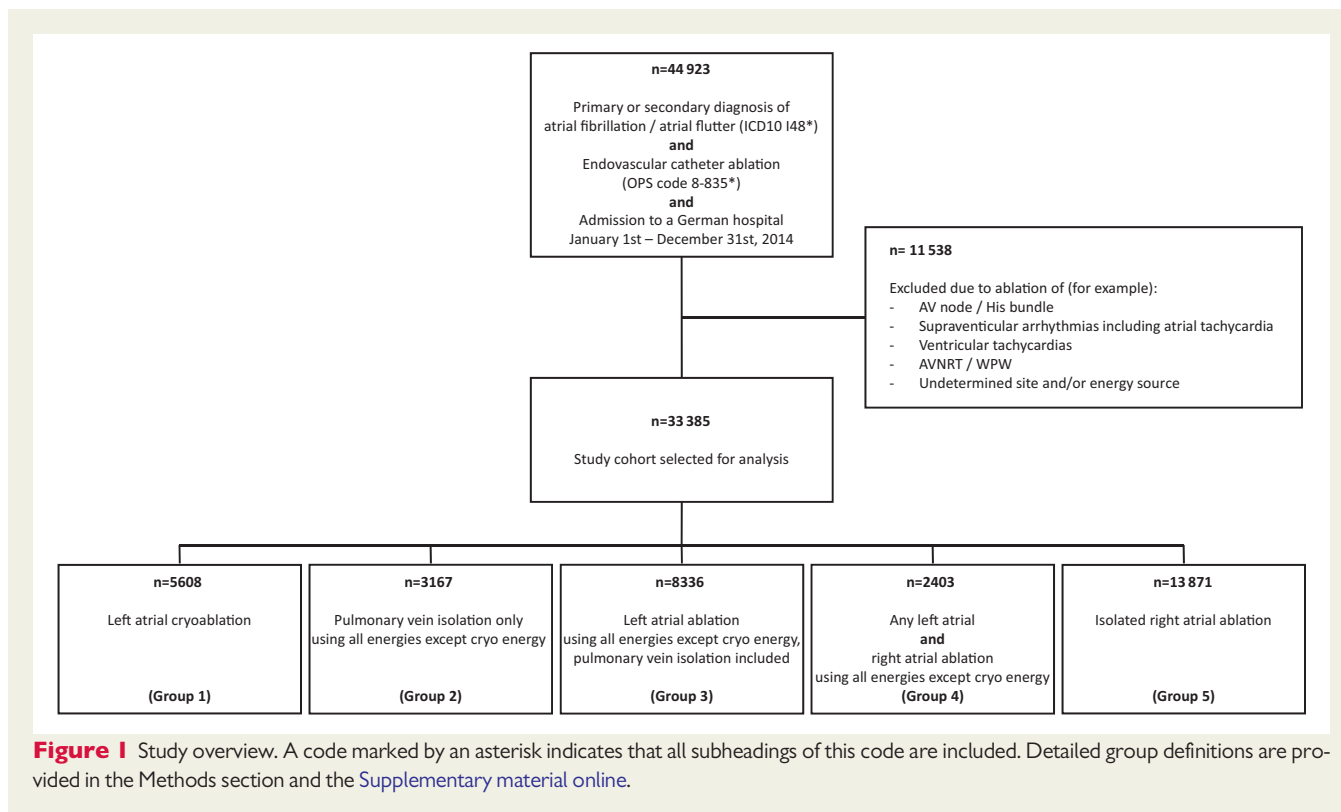 n=44 923
Primary or secondary diagnosis of
atrial fibrillation / atrial flutter (ICD10 I48*)
and
Endovascular catheter ablation
(OPS code 8-835*)
and
Admission to a German hospital
January 1st – December 31st, 2014
n= 11 538
Excluded due to ablation of (for example):
- AV node / His bundle
- Supraventicular arrhythmias including atrial tachycardia
- Ventricular tachycardias
- AVNRT / WPW
- Undetermined site and/or energy source
n=33 385
Study cohort selected for analysis
n=5608
Left atrial cryoablation
(Group 1)
n=3167
Pulmonary vein isolation only
using all energies except cryo energy
(Group 2)
n=8336
Left atrial ablation
using all energies except cryo energy,
pulmonary vein isolation included
(Group 3)
n=2403
Any left atrial
and
right atrial ablation
using all energies except cryo energy
(Group 4)
n=13 871
Isolated right atrial ablation
(Group 5)
Figure 1 Study overview. A code marked by an asterisk indicates that all subheadings of this code are included. Detailed group definitions are pro-
vided in the Methods section and the Supplementary material online.